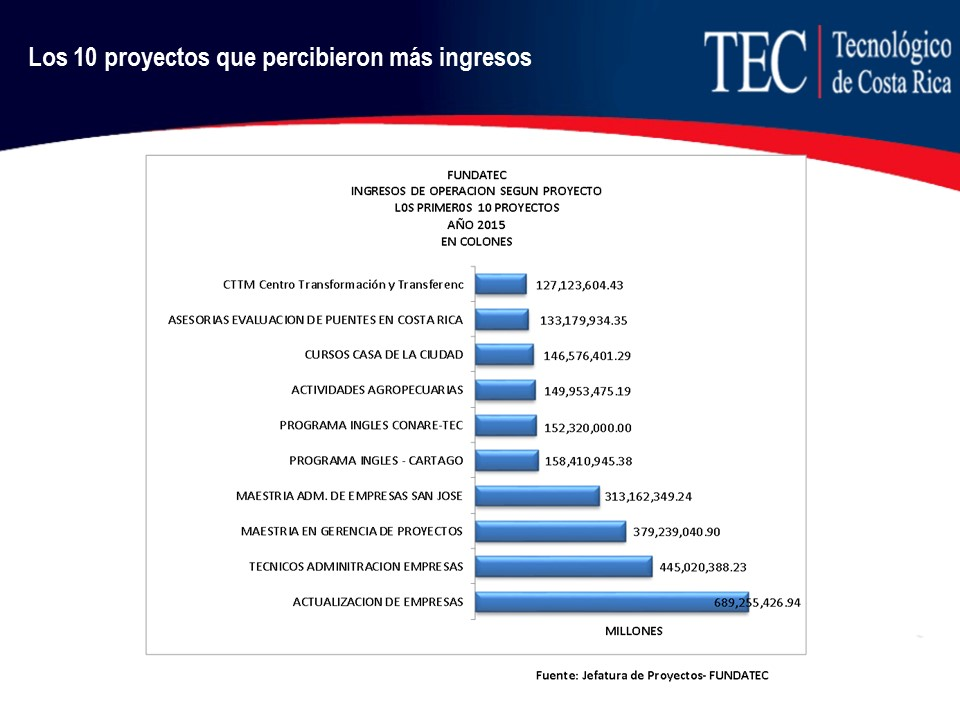 Los 10 proyectos que percibieron más ingresos
TEC
Tecnológico
de Costa Rica
FUNDATEC
INGRESOS DE OPERACION SEGUN PROYECTO
L0S PRIMER0S 10 PROYECTOS
AÑO 2015
EN COLONES
CTTM Centro Transformación y Transferenc 127,123,604.43
ASESORIAS EVALUACION DE PUENTES EN COSTA RICA 133,179,934.35
CURSOS CASA DE LA CIUDAD 146,576,401.29
ACTIVIDADES AGROPECUARIAS 149,953,475.19
PROGRAMA INGLES CONARE-TEC 152,320,000.00
PROGRAMA INGLES - CARTAGO 158,410,945.38
MAESTRIA ADM. DE EMPRESAS SAN JOSE 313,162,349.24
MAESTRIA EN GERENCIA DE PROYECTOS 379,239,040.90
TECNICOS ADMINITRACION EMPRESAS 445,020,388.23
ACTUALIZACION DE EMPRESAS 689,255,426.94
MILLONES
Fuente: Jefatura de Proyectos- FUNDATEC